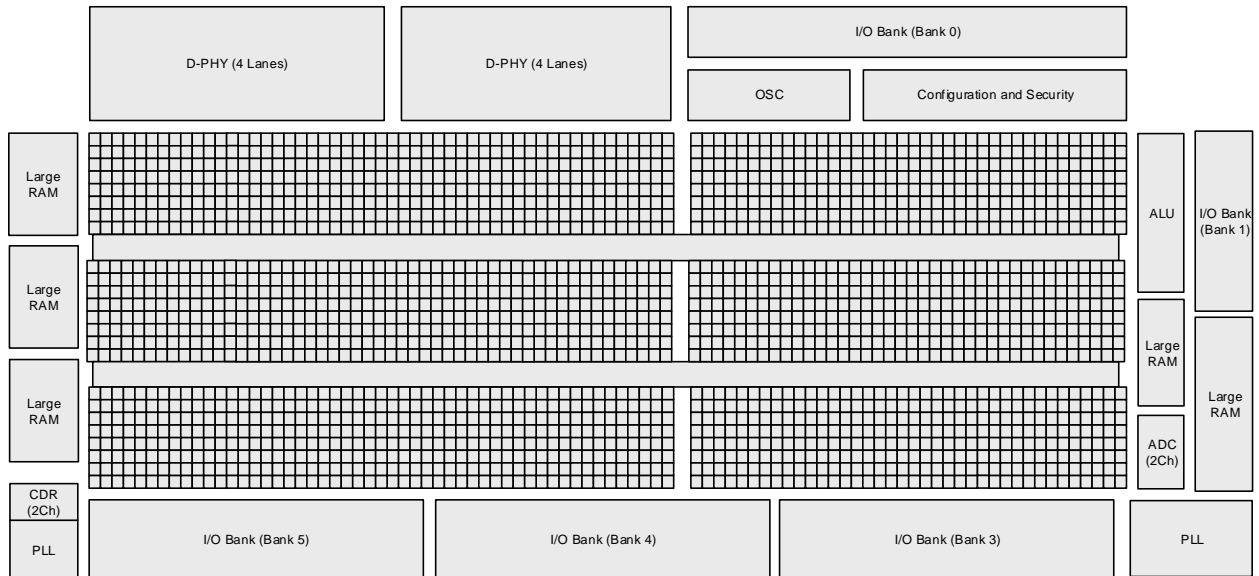 D-PHY (4 Lanes)
D-PHY (4 Lanes)
I/O Bank (Bank 0)
OSC
Configuration and Security
Large
RAM
ALU
I/O Bank
(Bank 1)
Large
RAM
Large
RAM
Large
RAM
Large
RAM
ADC
(2Ch)
CDR
(2Ch)
PLL
I/O Bank (Bank 5)
I/O Bank (Bank 4)
I/O Bank (Bank 3)
PLL